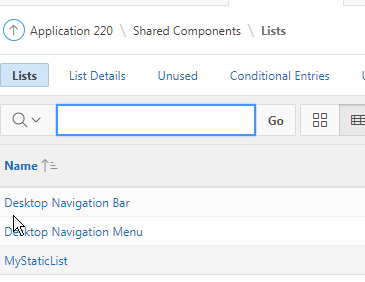 Application 220 \ Shared Components \ Lists
Lists List Details Unused Conditional Entries
Go
Name
Desktop Navigation Bar
Desktop Navigation Menu
MyStaticList